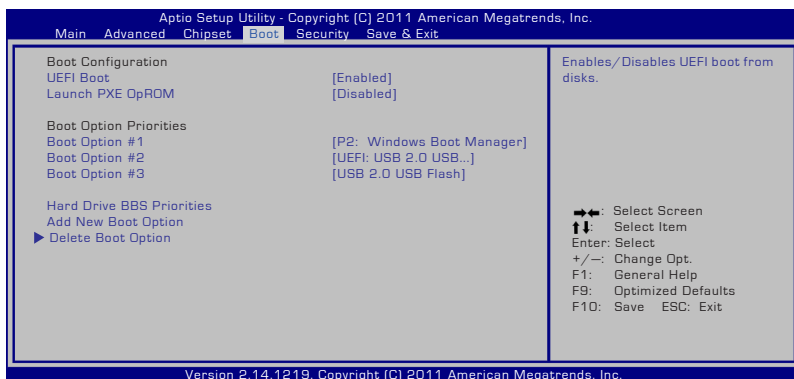 Aptio Setup Utility - Copyright (C) 2011 American Megatrends, Inc.
Main Advanced Chipset Boot Security Save & Exit
Boot Configuration
UEFI Boot [Enabled]
Launch PXE OpROM [Disabled]
Boot Option Priorities
Boot Option #1 [P2: Windows Boot Manager]
Boot Option #2 [UEFI: USB 2.0 USB...]
Boot Option #3 [USB 2.0 USB Flash]
Hard Drive BBS Priorities
Add New Boot Option
▶ Delete Boot Option
Enables/Disables UEFI boot from
disks.
→←: Select Screen
↑↓: Select Item
Enter: Select
+/—: Change Opt.
F1: General Help
F9: Optimized Defaults
F10: Save ESC: Exit
Version 2.14.1219. Copyright (C) 2011 American Megatrends, Inc.